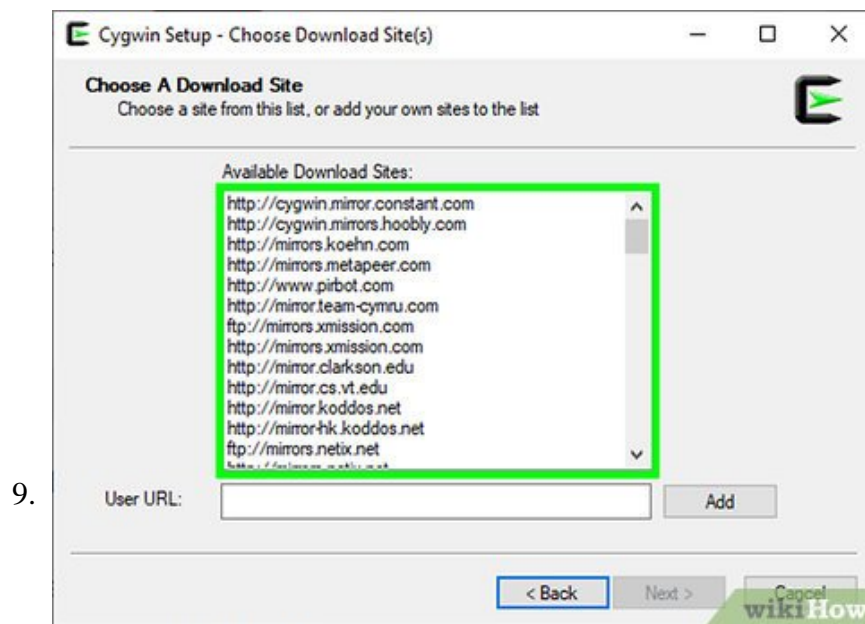 Cygwin Setup - Choose Download Site(s)
Choose A Download Site
Choose a site from this list, or add your own sites to the list
Available Download Sites:
http://cygwin.mirror.constant.com
http://cygwin.mirrors.hoobly.com
http://mirrors.koehn.com
http://mirrors.metapeer.com
http://www.pirbot.com
http://mirror.team-cymru.com
ftp://mirrors.xmission.com
http://mirrors.xmission.com
http://mirror.clarkson.edu
http://mirror.cs.vt.edu
http://mirror.koddos.net
http://mirror-hk.koddos.net
ftp://mirrors.netix.net
http://mirrors.netix.net
9.
User URL:
Add
< Back
Next >
Cancel
wikiHow